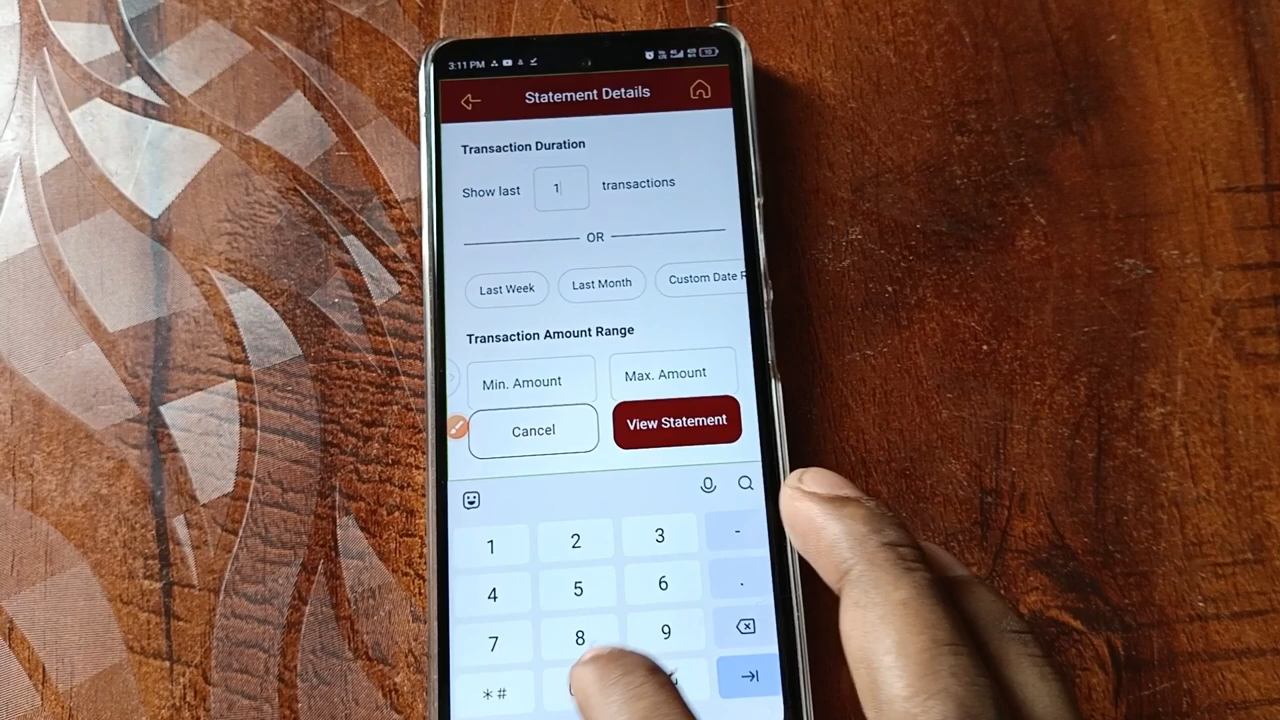 3:11 PM
Statement Details
Transaction Duration
Show last 1 transactions
OR
Last Week Last Month Custom Date R
Transaction Amount Range
Min. Amount Max. Amount
Cancel View Statement
1 2 3 -
4 5 6 .
7 8 9
*#